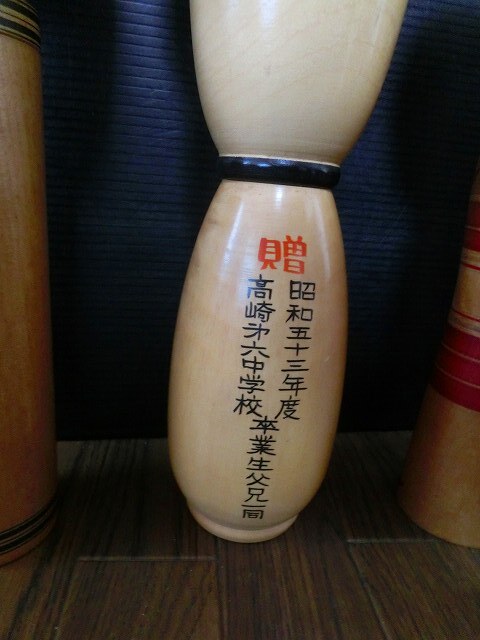 贈
昭和五十三年度
高崎㐧六中学校
卒業生父兄一同